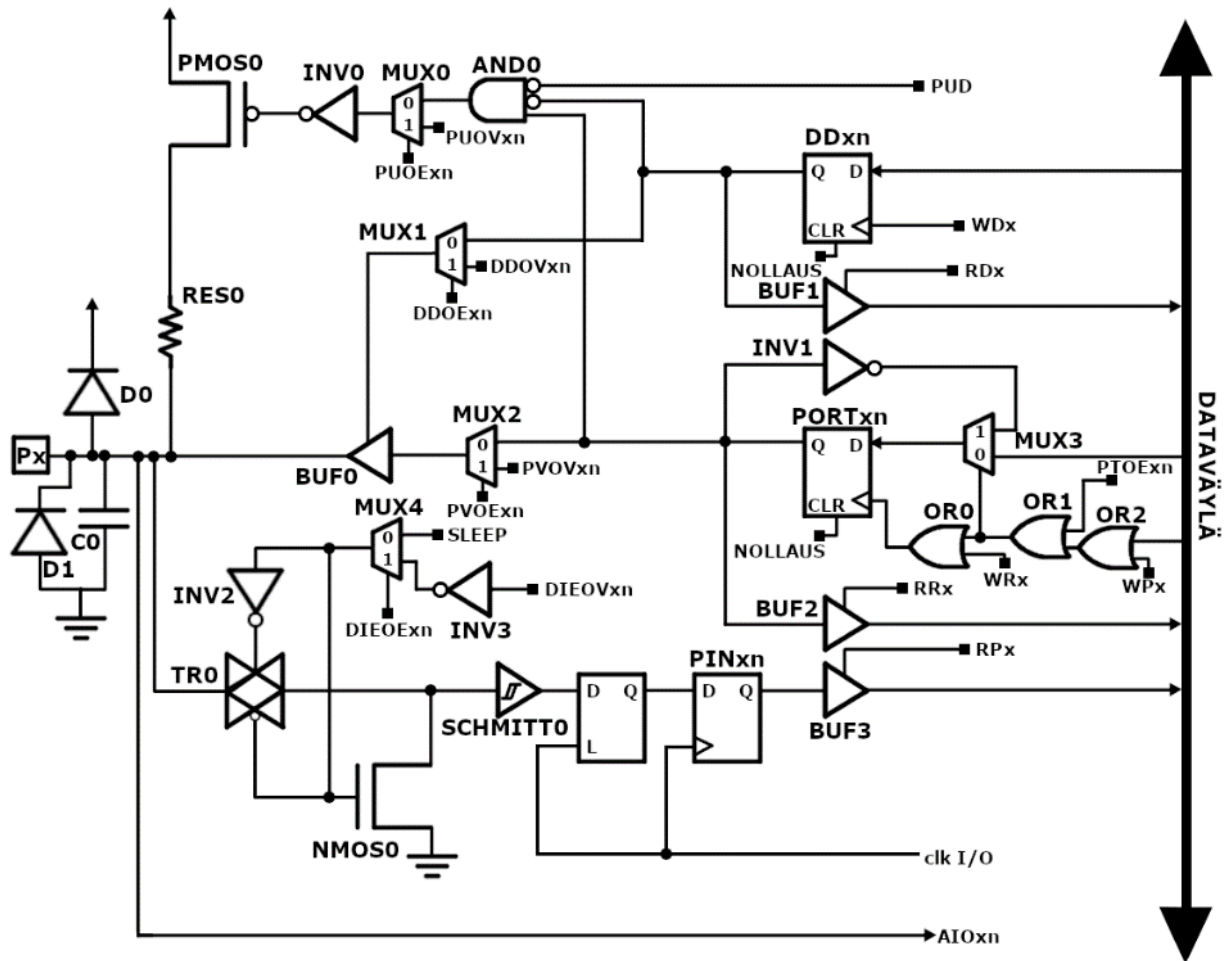 PMOS0
INV0
MUX0
AND0
0
1
PUD
PUOVxn
PUOExn
DDxn
Q D
CLR
WDx
NOLLAUS
MUX1
0
1
DDOVxn
DDOExn
RDx
BUF1
RES0
INV1
D0
MUX2
0
1
PORTxn
Q D
CLR
1
0
MUX3
Px
BUF0
PVOVxn
PVOExn
PTOExn
DATAVÄYLÄ
C0
D1
MUX4
0
1
SLEEP
OR0
OR1
OR2
NOLLAUS
WRx
WPx
INV2
DIEOVxn
DIEOExn
INV3
RRx
BUF2
TR0
PINxn
RPx
SCHMITT0
D Q
L
D Q
BUF3
NMOS0
clk I/O
AIOxn